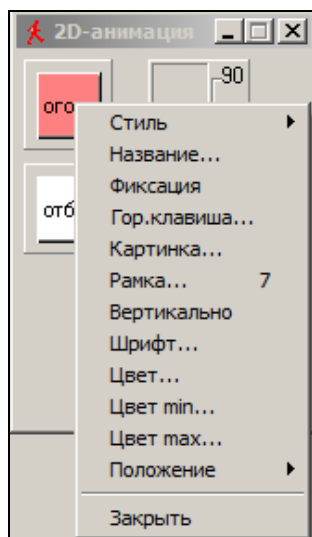 2D-анимация
90
ого
Стиль
Название...
отб
Фиксация
Гор.клавиша...
Картинка...
Рамка... 7
Вертикально
Шрифт...
Цвет...
Цвет min...
Цвет max...
Положение
Закрыть